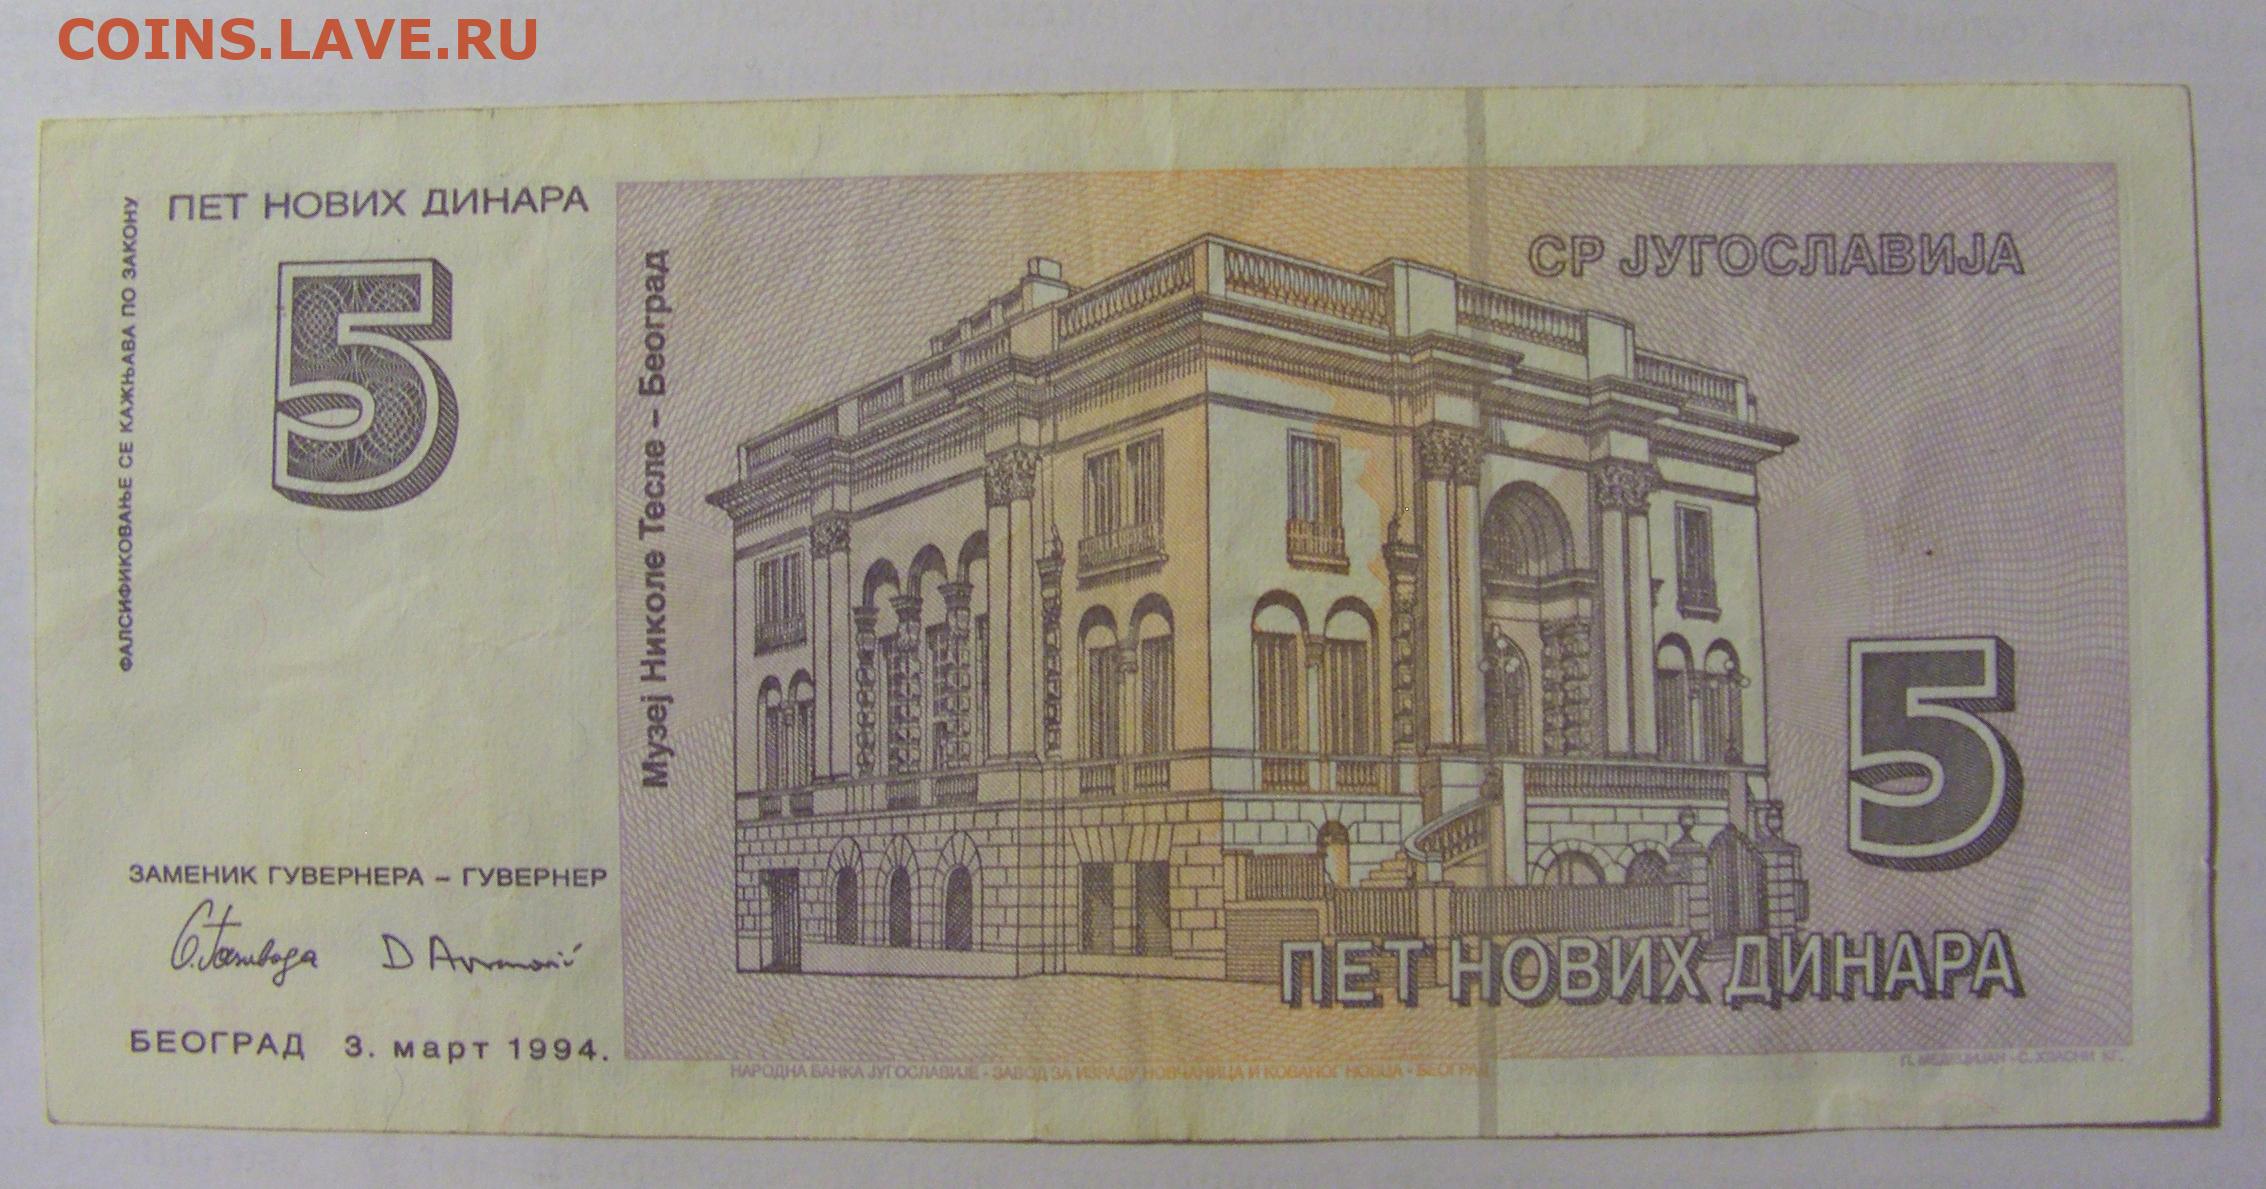 COINS.LAVE.RU
ПЕТ НОВИХ ДИНАРА
5
ФАЛСИФИКОВАЊЕ СЕ КАЖЊАВА ПО ЗАКОНУ
ЗАМЕНИК ГУВЕРНЕРА – ГУВЕРНЕР
D Avramović
БЕОГРАД 3. март 1994.
Музеј Николе Тесле – Београд
СР ЈУГОСЛАВИЈА
5
ПЕТ НОВИХ ДИНАРА
НАРОДНА БАНКА ЈУГОСЛАВИЈЕ - ЗАВОД ЗА ИЗРАДУ НОВЧАНИЦА И КОВАНОГ НОВЦА - БЕОГРАД